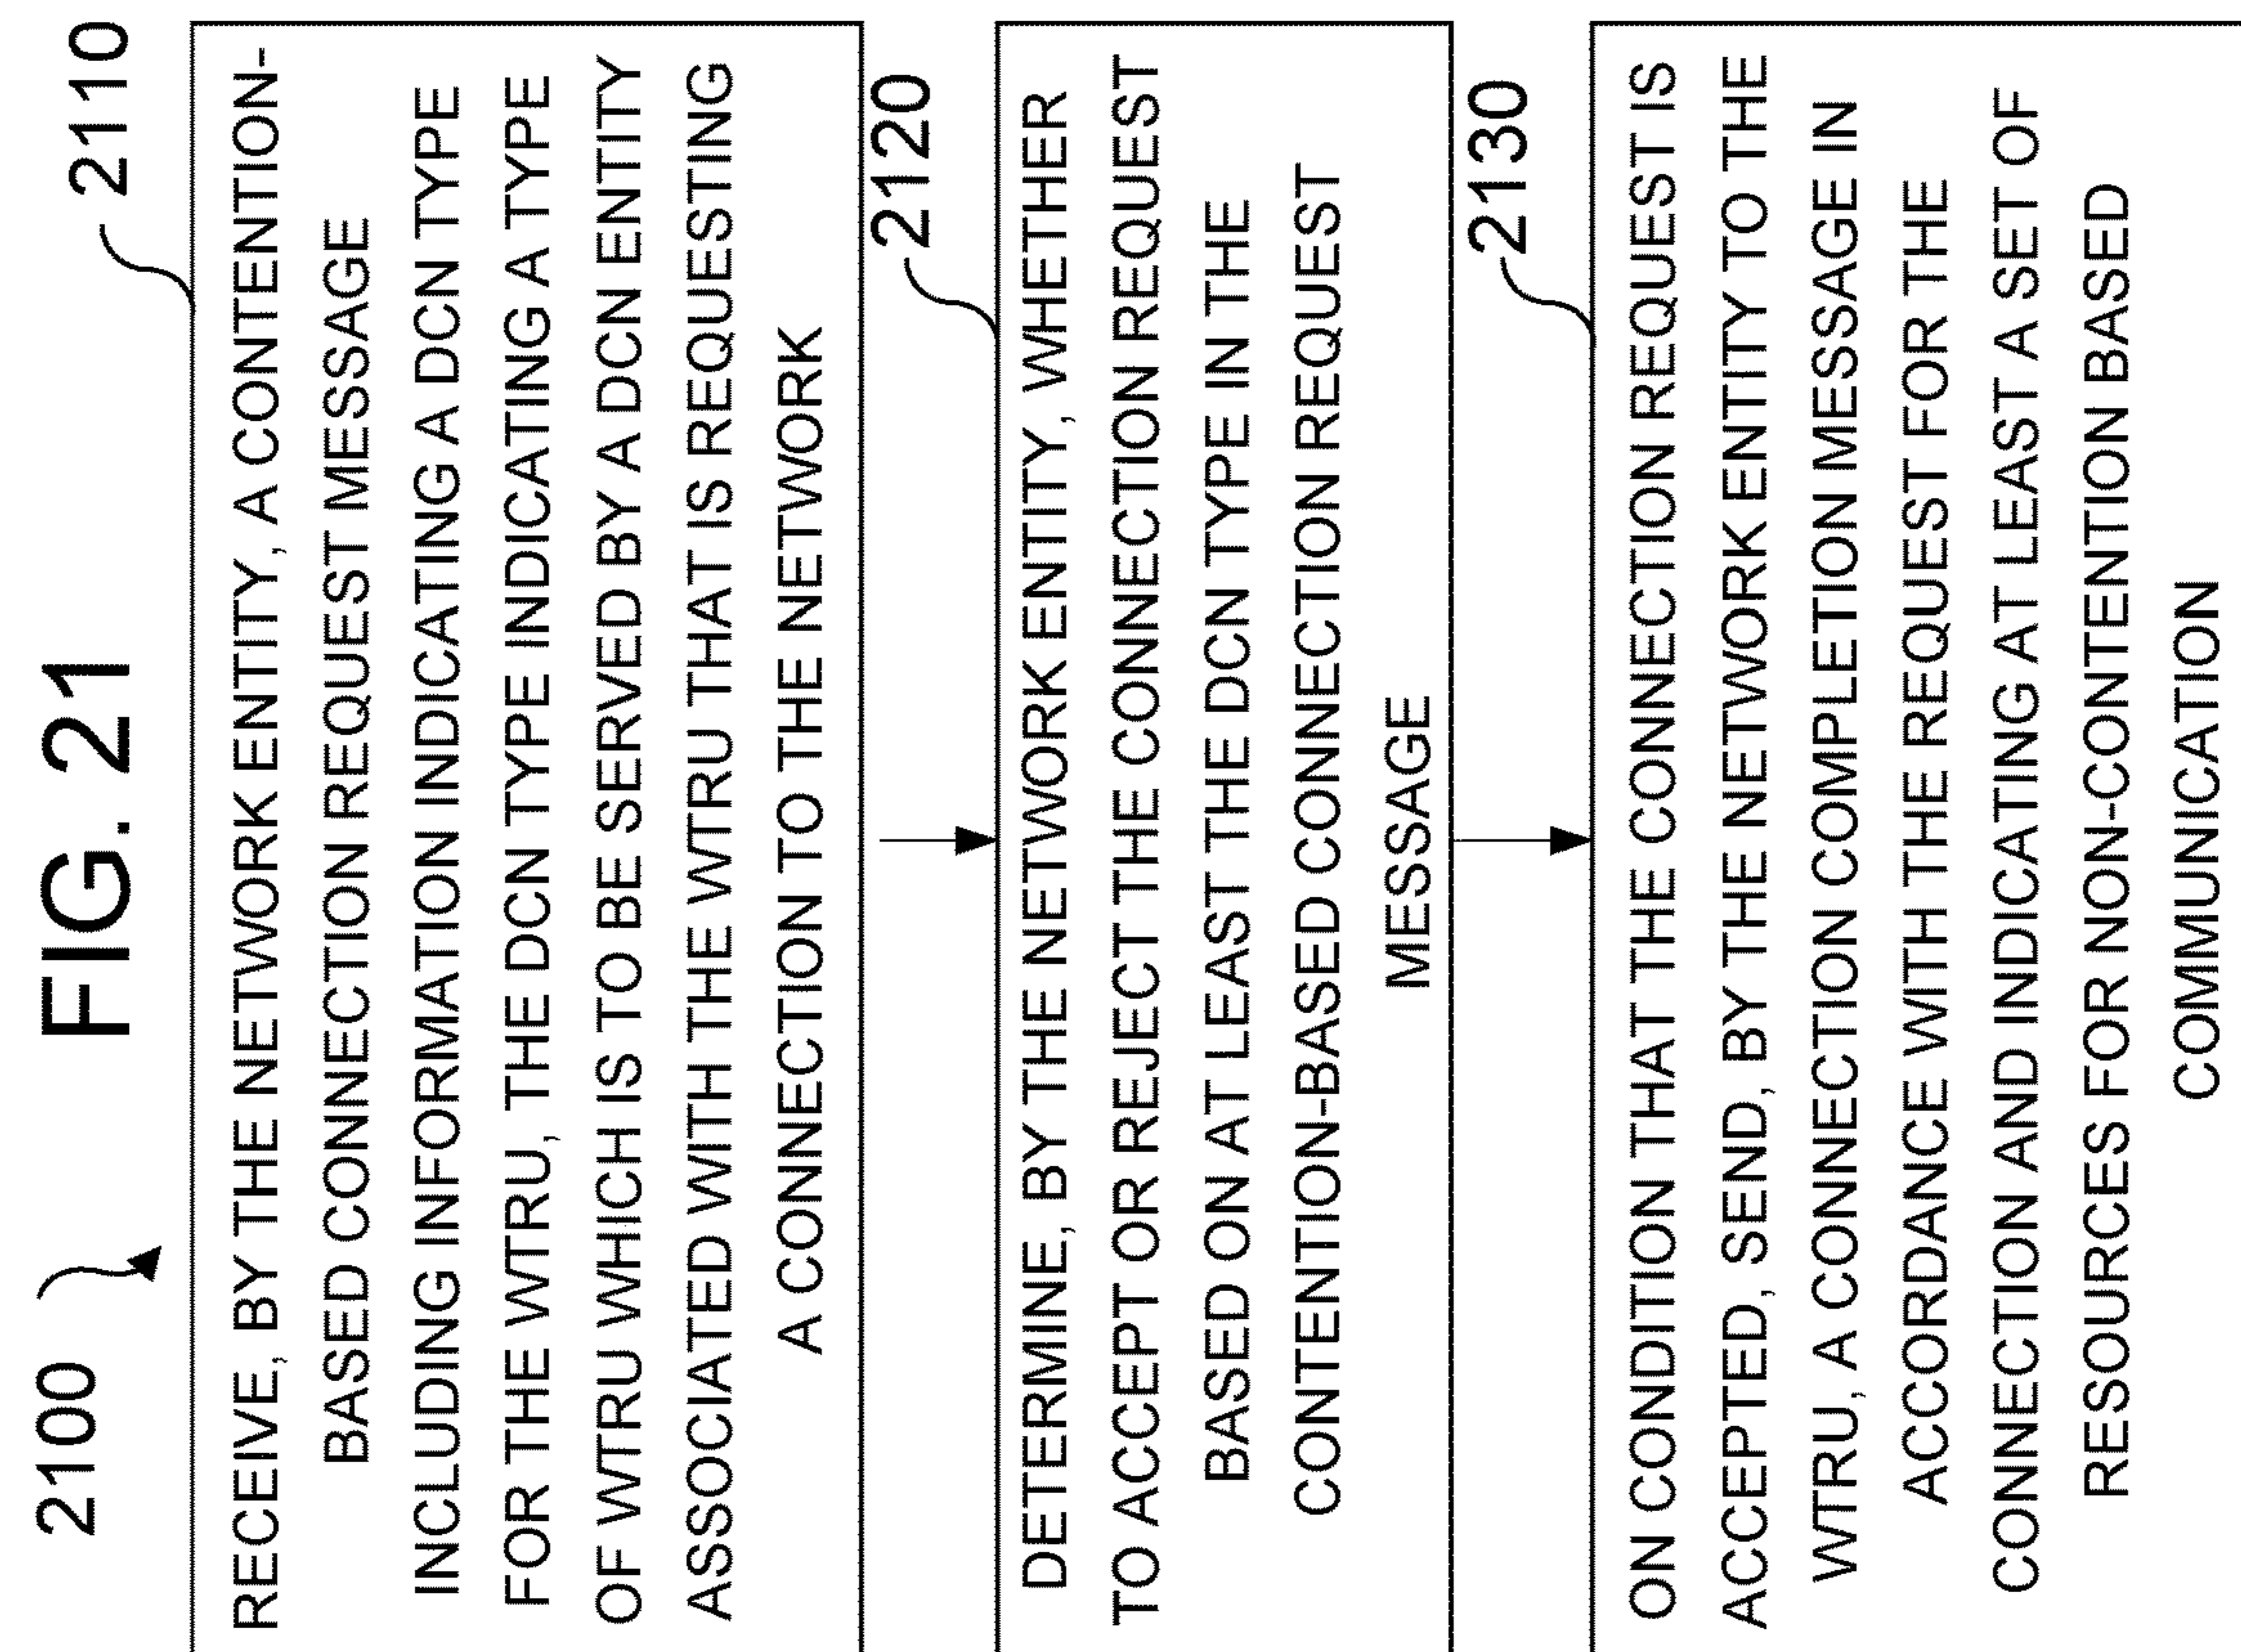 FIG. 21
2100
2110
RECEIVE, BY THE NETWORK ENTITY, A CONTENTION-
BASED CONNECTION REQUEST MESSAGE
INCLUDING INFORMATION INDICATING A DCN TYPE
FOR THE WTRU, THE DCN TYPE INDICATING A TYPE
OF WTRU WHICH IS TO BE SERVED BY A DCN ENTITY
ASSOCIATED WITH THE WTRU THAT IS REQUESTING
A CONNECTION TO THE NETWORK
2120
DETERMINE, BY THE NETWORK ENTITY, WHETHER
TO ACCEPT OR REJECT THE CONNECTION REQUEST
BASED ON AT LEAST THE DCN TYPE IN THE
CONTENTION-BASED CONNECTION REQUEST
MESSAGE
2130
ON CONDITION THAT THE CONNECTION REQUEST IS
ACCEPTED, SEND, BY THE NETWORK ENTITY TO THE
WTRU, A CONNECTION COMPLETION MESSAGE IN
ACCORDANCE WITH THE REQUEST FOR THE
CONNECTION AND INDICATING AT LEAST A SET OF
RESOURCES FOR NON-CONTENTION BASED
COMMUNICATION